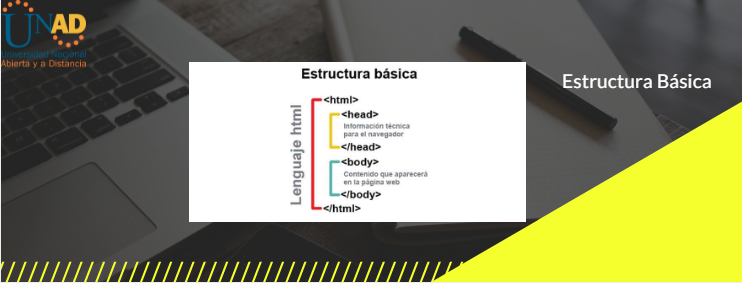 UNAD
Universidad Nacional
Abierta y a Distancia
Estructura básica
Estructura Básica
Lenguaje html
<html>
<head>
Información técnica
para el navegador
</head>
<body>
Contenido que aparecerá
en la página web
</body>
</html>